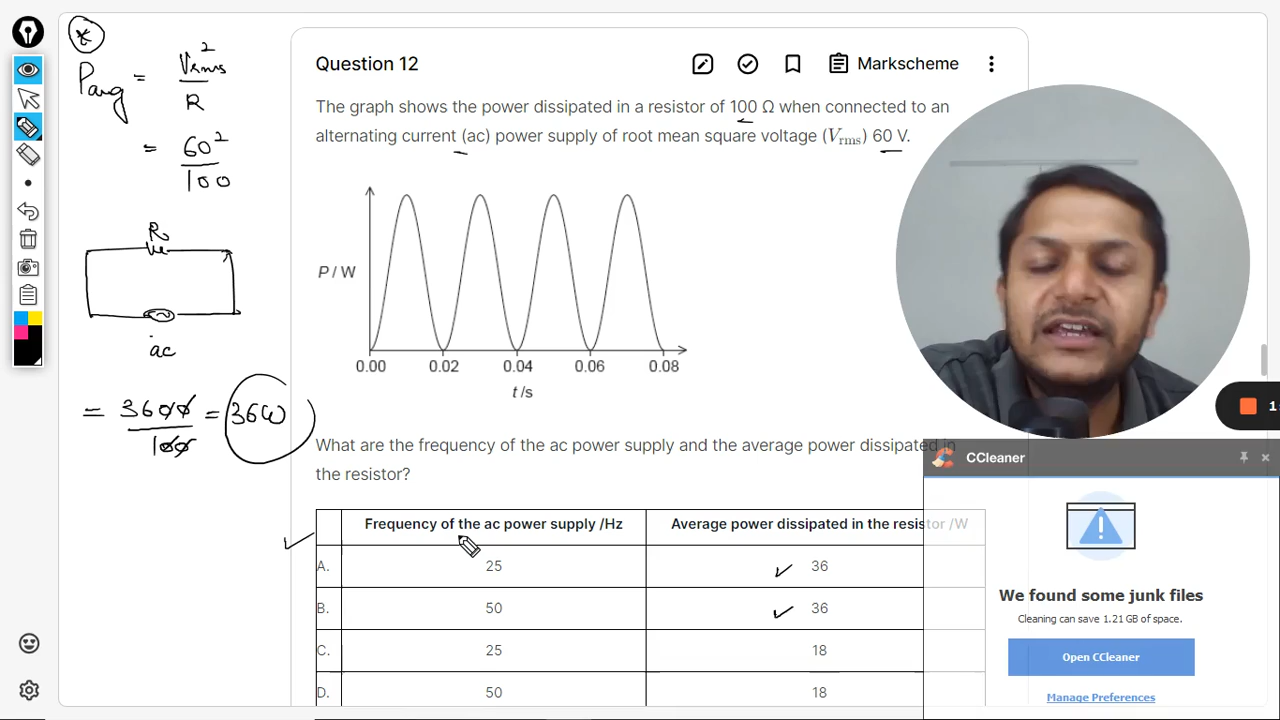 Question 12
Markscheme
The graph shows the power dissipated in a resistor of 100 Ω when connected to an
alternating current (ac) power supply of root mean square voltage (Vrms) 60 V.
P / W
0.00 0.02 0.04 0.06 0.08
t /s
What are the frequency of the ac power supply and the average power dissipated in
the resistor?
Frequency of the ac power supply /Hz Average power dissipated in the resistor /W
A. 25 36
B. 50 36
C. 25 18
D. 50 18
*
Pavg = Vrms² / R
= 60² / 100
R
ac
= 3600 / 100 = 36W
CCleaner
We found some junk files
Cleaning can save 1.21 GB of space.
Open CCleaner
Manage Preferences